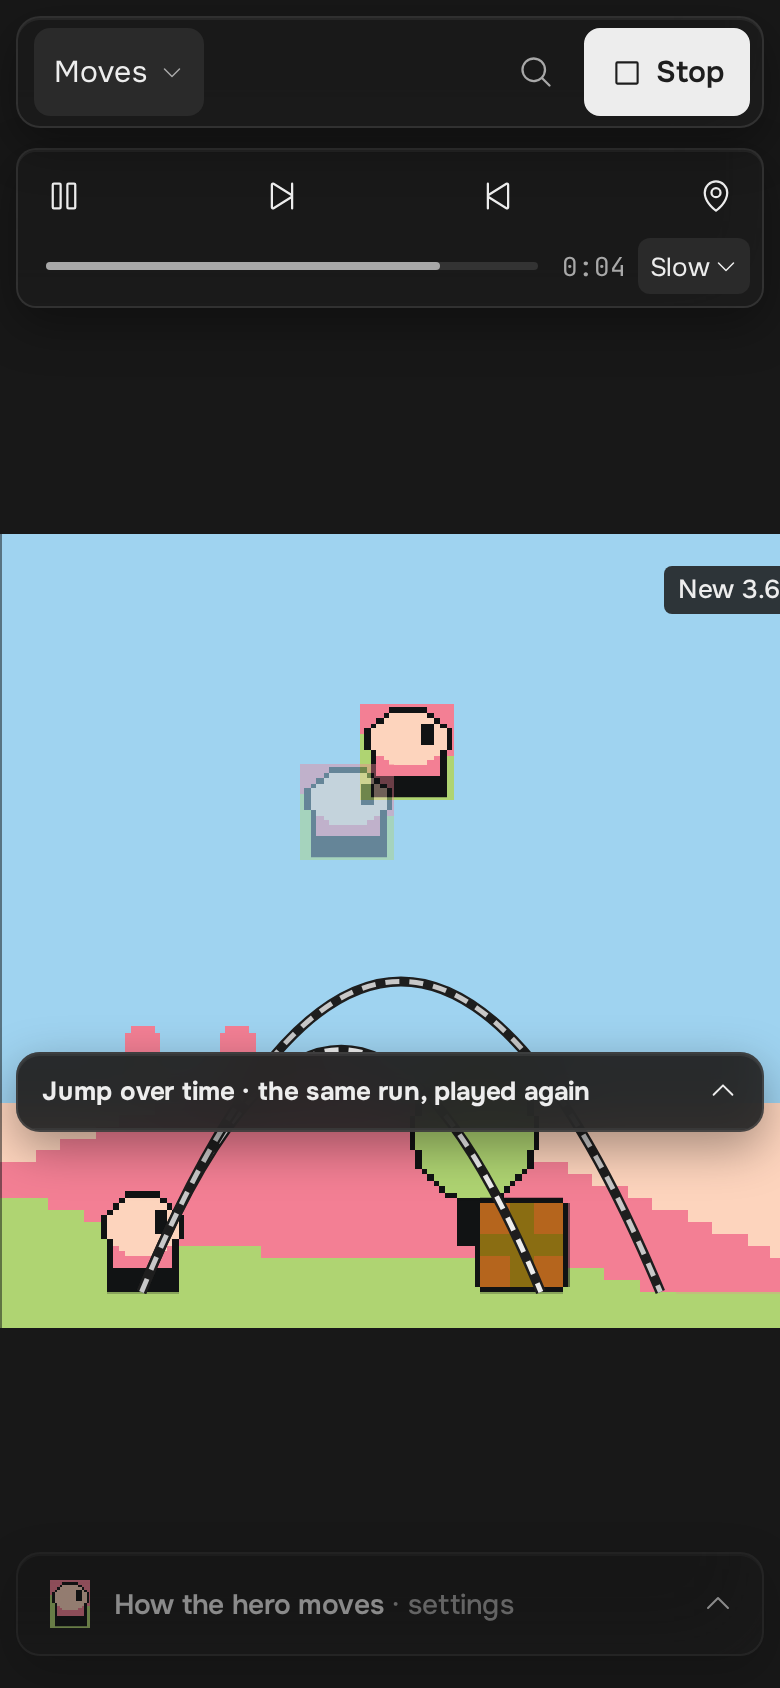 Moves
Stop
0:04
Slow
New 3.6
Jump over time · the same run, played again
How the hero moves · settings